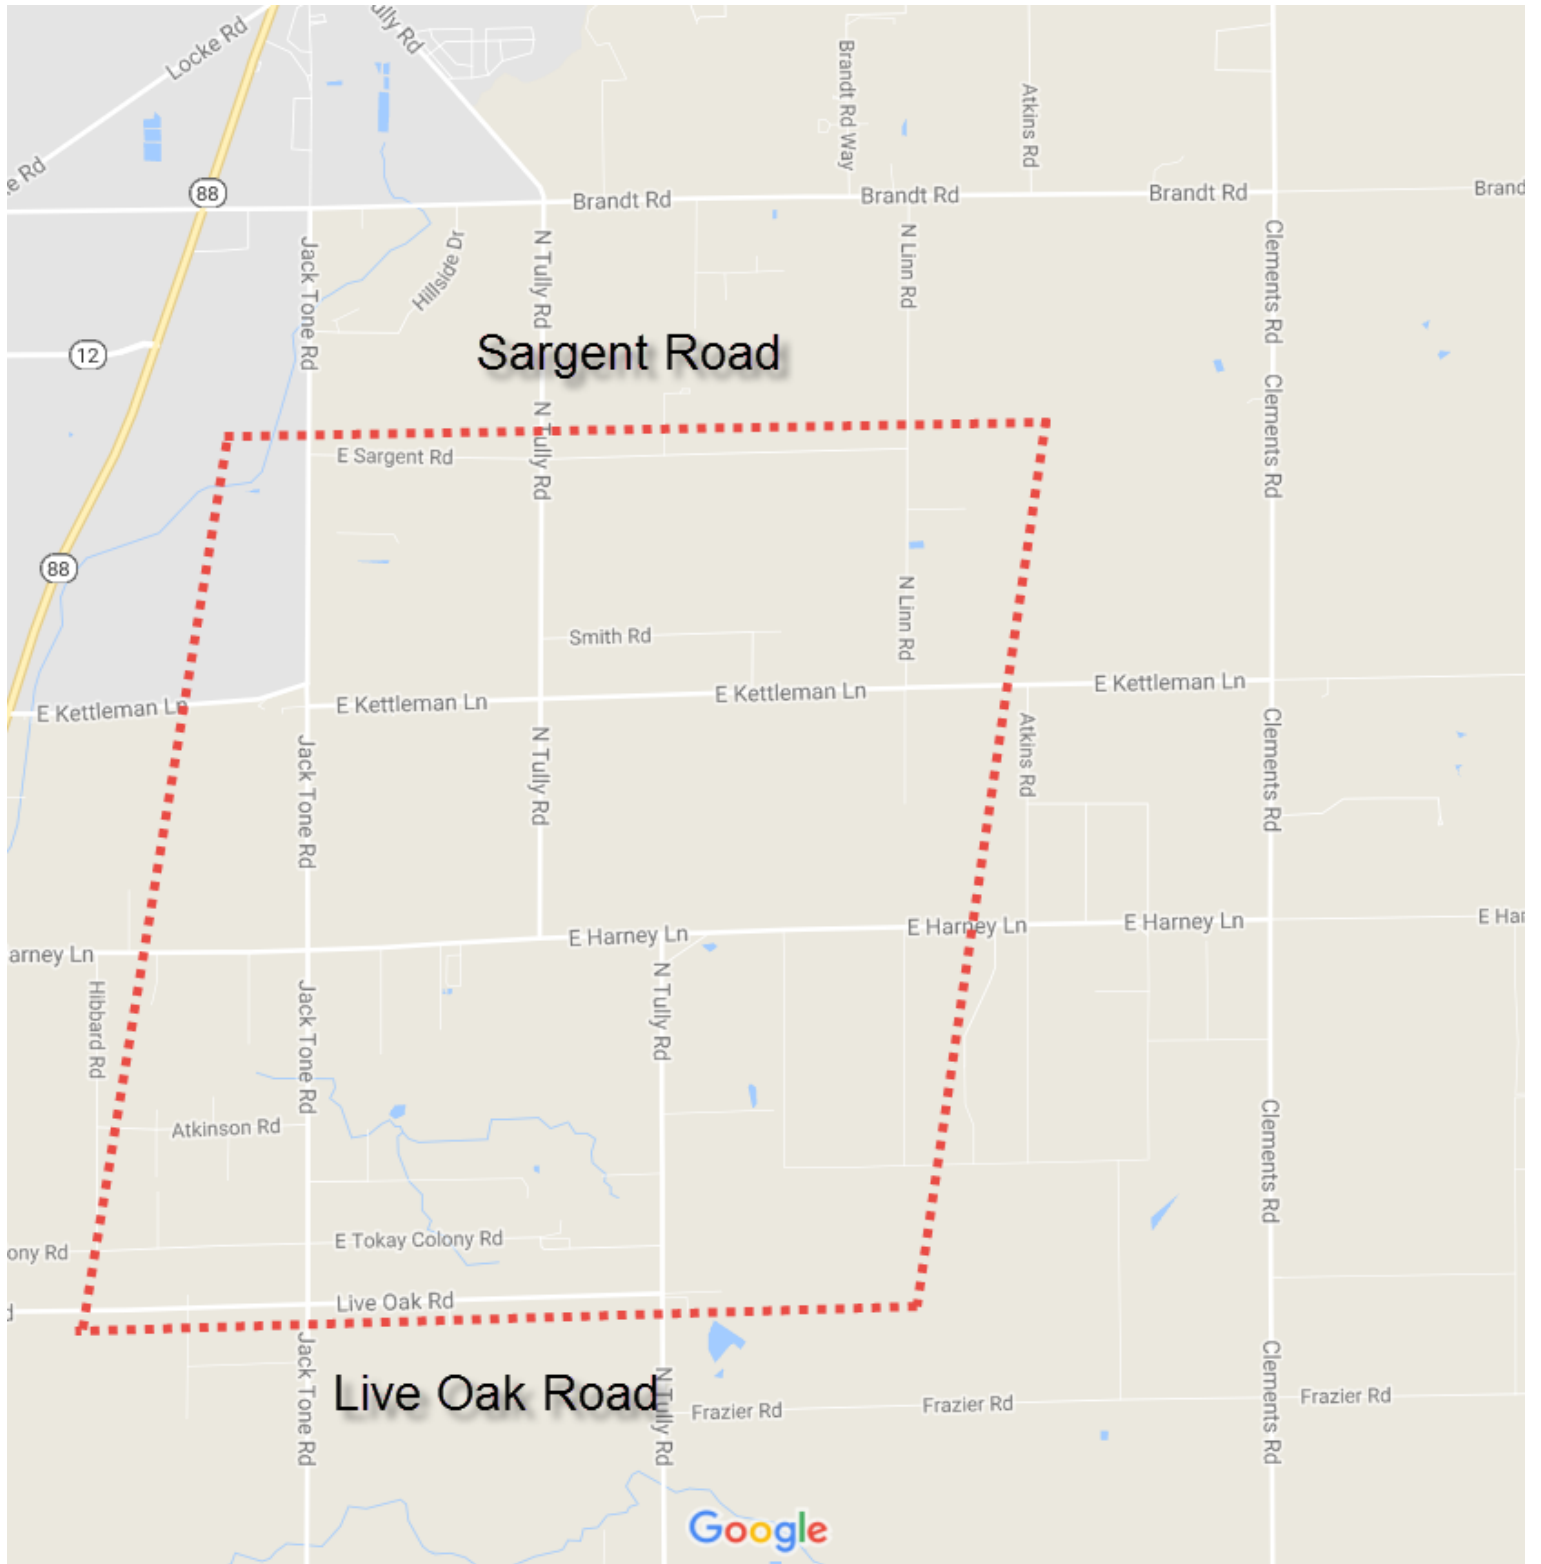 Locke Rd
ully Rd
Brandt Rd Way
Atkins Rd
e Rd
88
Brandt Rd
Brandt Rd
Brandt Rd
Brand
Jack Tone Rd
Hillside Dr
N Tully Rd
N Linn Rd
Clements Rd
12
Sargent Road
Clements Rd
N Tully Rd
E Sargent Rd
88
N Linn Rd
Smith Rd
E Kettleman Ln
E Kettleman Ln
E Kettleman Ln
E Kettleman Ln
Jack Tone Rd
N Tully Rd
Atkins Rd
Clements Rd
arney Ln
E Harney Ln
E Harney Ln
E Harney Ln
E Har
Hibbard Rd
Jack Tone Rd
N Tully Rd
Atkinson Rd
Clements Rd
ony Rd
E Tokay Colony Rd
d
Live Oak Rd
Jack Tone Rd
Live Oak Road
N Tully Rd
Frazier Rd
Frazier Rd
Frazier Rd
Clements Rd
Google